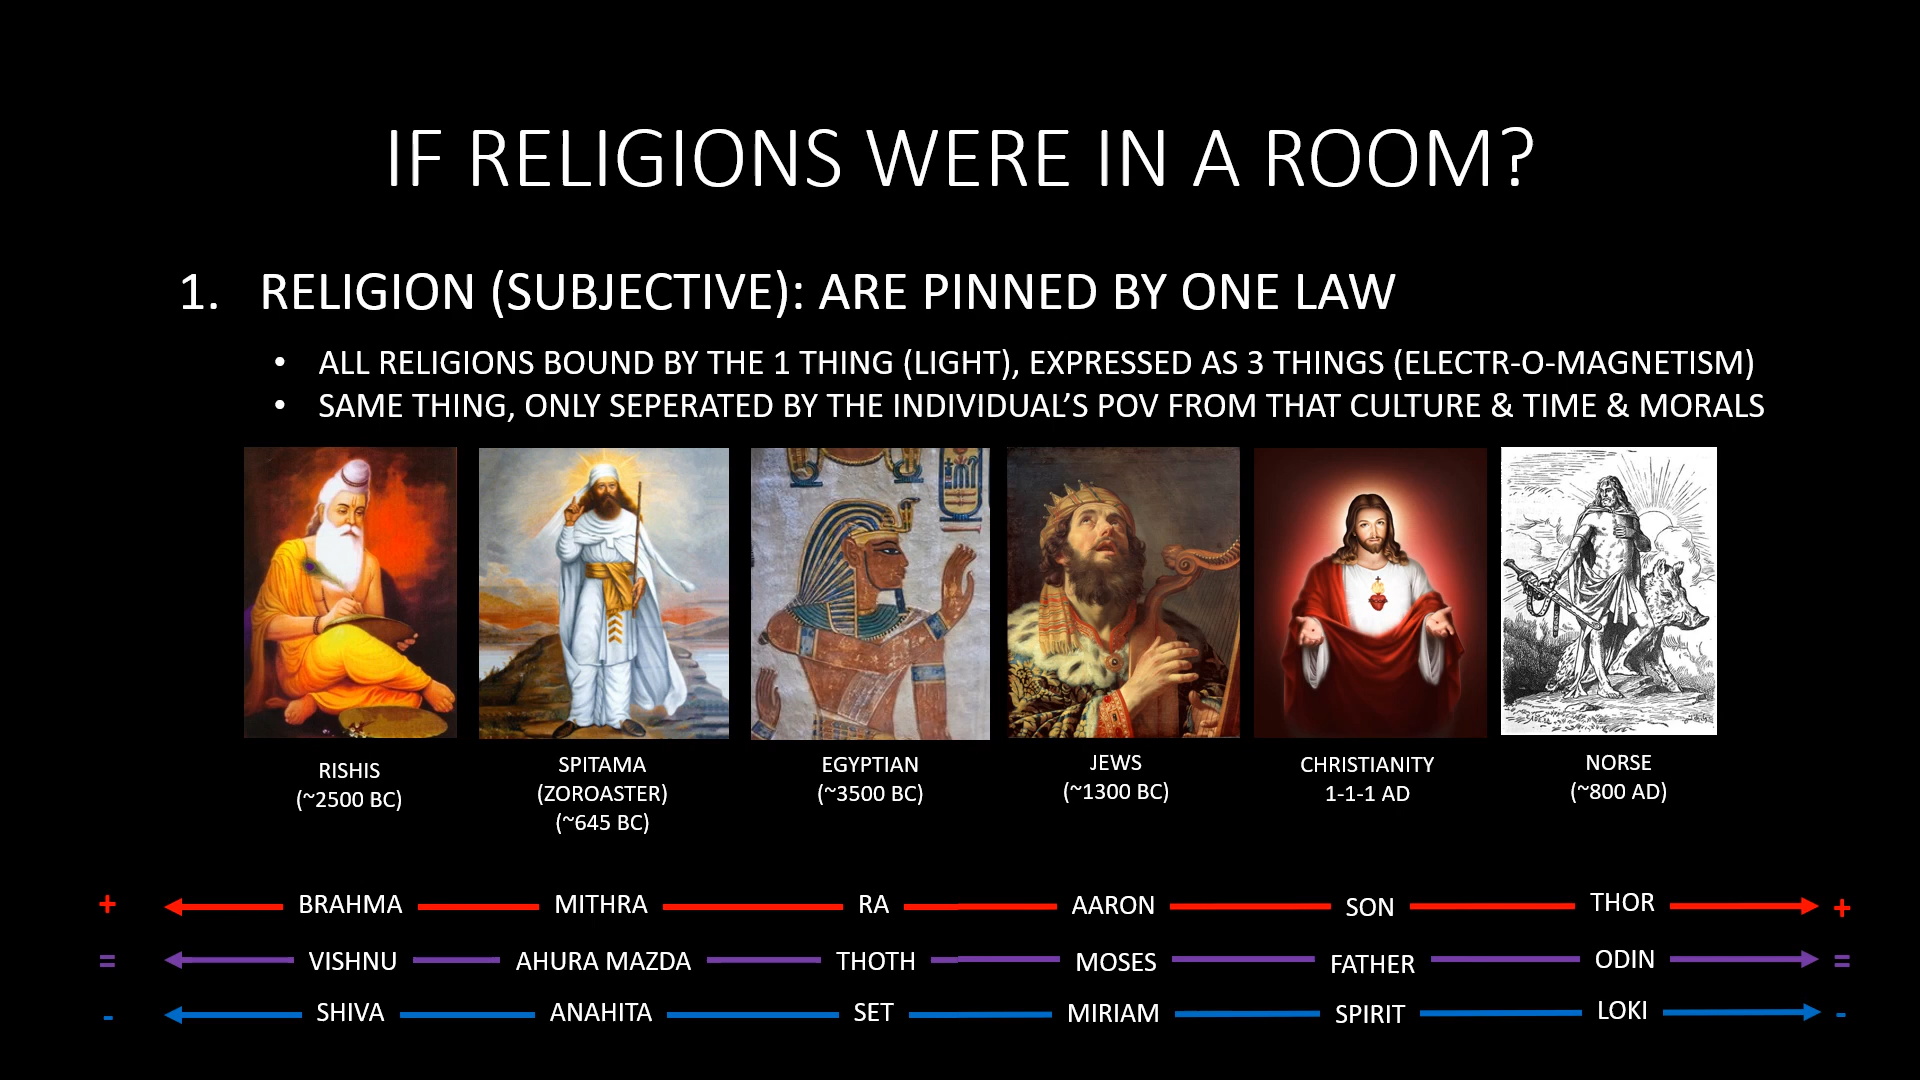 IF RELIGIONS WERE IN A ROOM?
1. RELIGION (SUBJECTIVE): ARE PINNED BY ONE LAW
• ALL RELIGIONS BOUND BY THE 1 THING (LIGHT), EXPRESSED AS 3 THINGS (ELECTR-O-MAGNETISM)
• SAME THING, ONLY SEPERATED BY THE INDIVIDUAL’S POV FROM THAT CULTURE & TIME & MORALS
RISHIS
(~2500 BC)
SPITAMA
(ZOROASTER)
(~645 BC)
EGYPTIAN
(~3500 BC)
JEWS
(~1300 BC)
CHRISTIANITY
1-1-1 AD
NORSE
(~800 AD)
+ BRAHMA MITHRA RA AARON SON THOR +
= VISHNU AHURA MAZDA THOTH MOSES FATHER ODIN =
- SHIVA ANAHITA SET MIRIAM SPIRIT LOKI -